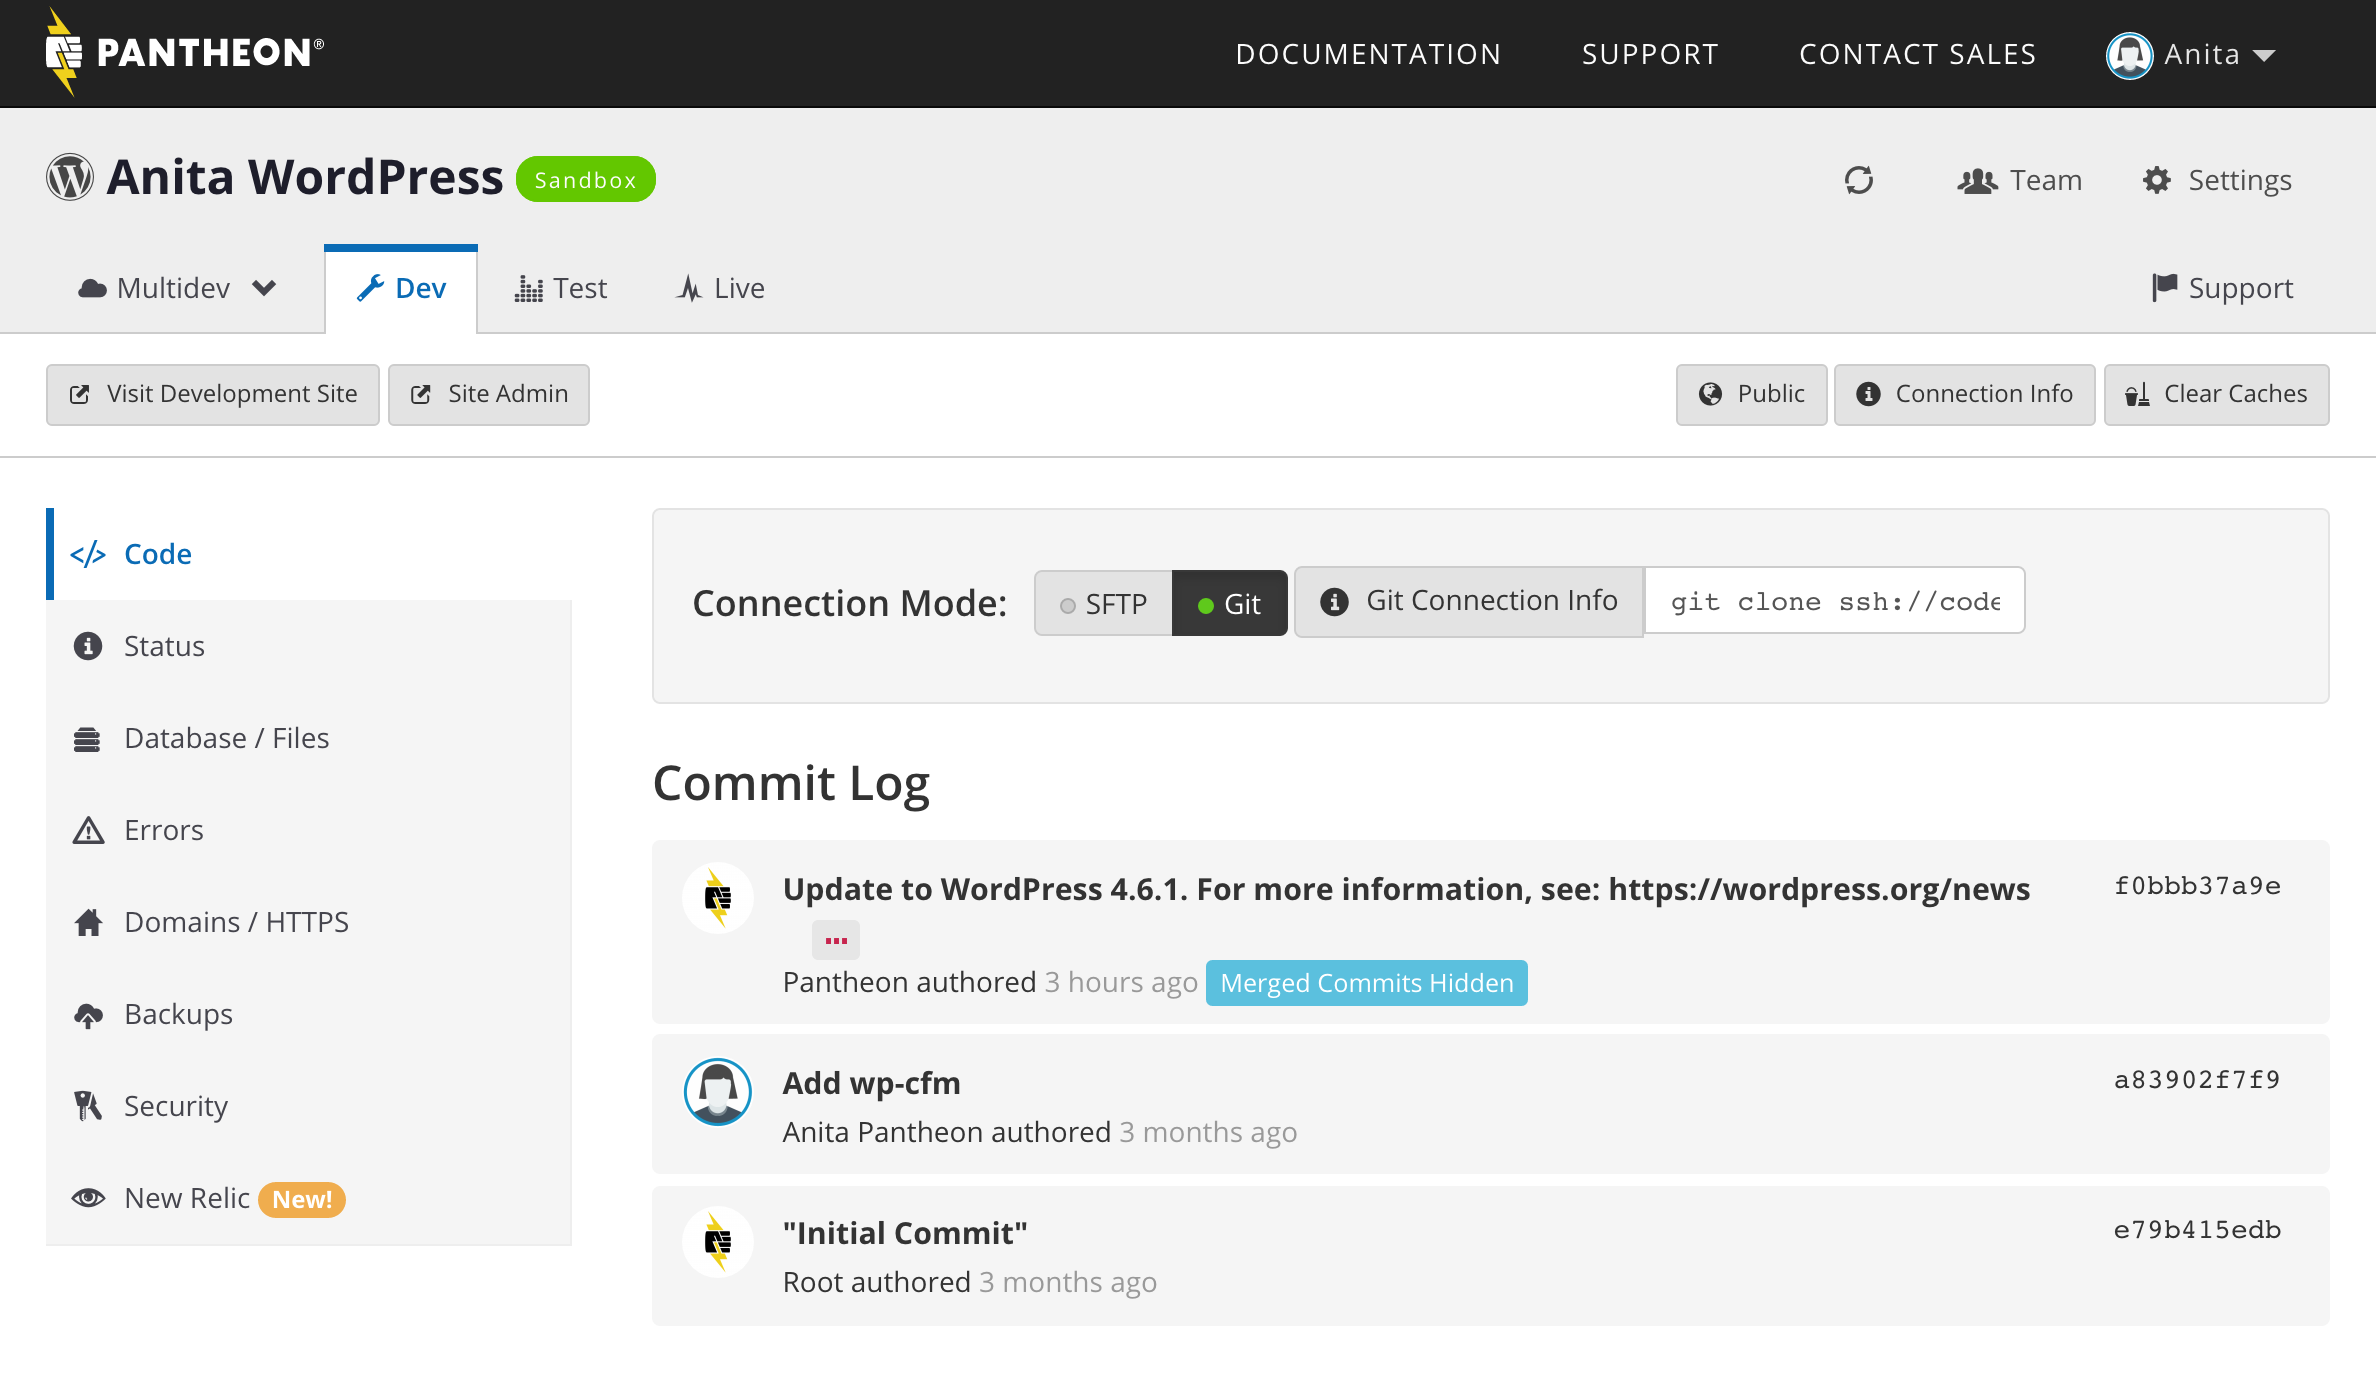 PANTHEON®
DOCUMENTATION
SUPPORT
CONTACT SALES
Anita
Anita WordPress
Sandbox
Team
Settings
Multidev
Dev
Test
Live
Support
Visit Development Site
Site Admin
Public
Connection Info
Clear Caches
Code
Status
Database / Files
Errors
Domains / HTTPS
Backups
Security
New Relic New!
Connection Mode:
SFTP
Git
Git Connection Info
git clone ssh://code
Commit Log
Update to WordPress 4.6.1. For more information, see: https://wordpress.org/news
f0bbb37a9e
...
Pantheon authored 3 hours ago Merged Commits Hidden
Add wp-cfm
a83902f7f9
Anita Pantheon authored 3 months ago
"Initial Commit"
e79b415edb
Root authored 3 months ago